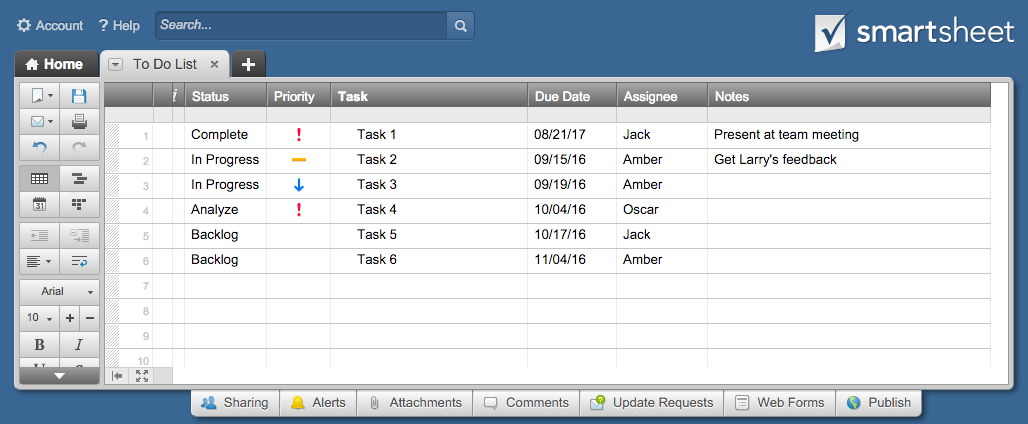 Account ? Help Search...
smartsheet
Home To Do List × +
i Status Priority Task Due Date Assignee Notes
1 Complete ! Task 1 08/21/17 Jack Present at team meeting
2 In Progress Task 2 09/15/16 Amber Get Larry's feedback
3 In Progress Task 3 09/19/16 Amber
31
4 Analyze ! Task 4 10/04/16 Oscar
5 Backlog Task 5 10/17/16 Jack
6 Backlog Task 6 11/04/16 Amber
7
Arial
8
10 + −
9
B I
10
U S
Sharing Alerts Attachments Comments Update Requests Web Forms Publish